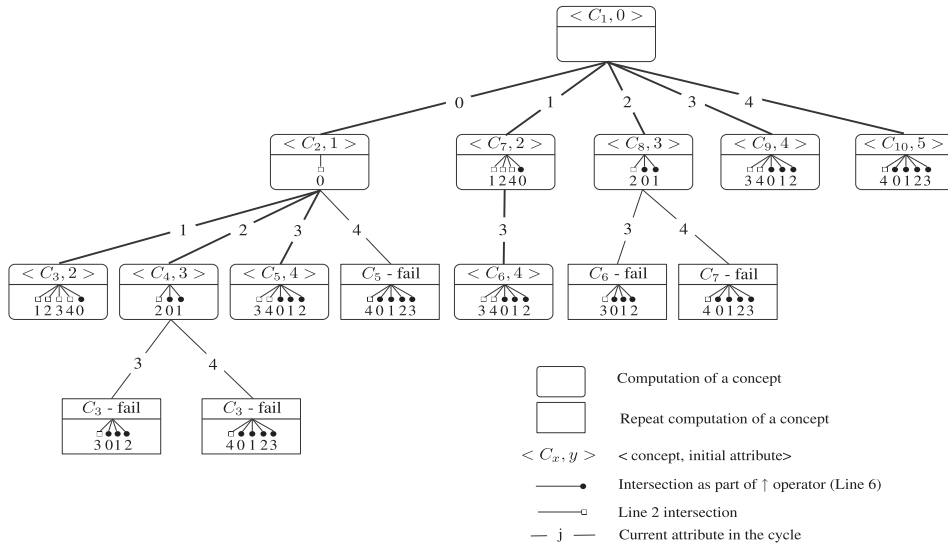 < C₁, 0 >
0
1
2
3
4
< C₂, 1 >
0
< C₇, 2 >
1 2 4 0
< C₈, 3 >
2 0 1
< C₉, 4 >
3 4 0 1 2
< C₁₀, 5 >
4 0 1 2 3
1
2
3
4
3
3
4
< C₃, 2 >
1 2 3 4 0
< C₄, 3 >
2 0 1
< C₅, 4 >
3 4 0 1 2
C₅ - fail
4 0 1 2 3
< C₆, 4 >
3 4 0 1 2
C₆ - fail
3 0 1 2
C₇ - fail
4 0 1 2 3
3
4
C₃ - fail
3 0 1 2
C₃ - fail
4 0 1 2 3
Computation of a concept
Repeat computation of a concept
< Cₓ, y > < concept, initial attribute>
Intersection as part of ↑ operator (Line 6)
Line 2 intersection
— j — Current attribute in the cycle